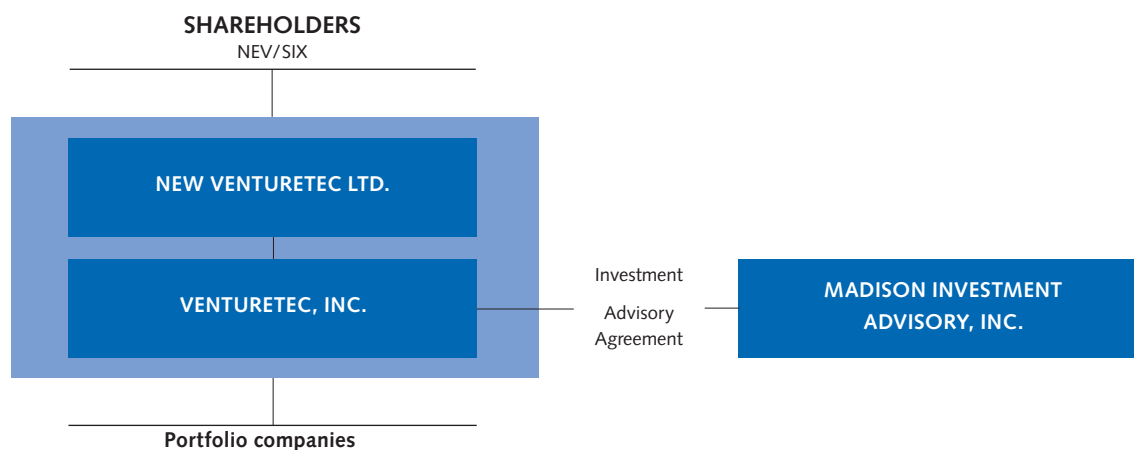 SHAREHOLDERS
NEV/SIX
NEW VENTURETEC LTD.
VENTURETEC, INC.
Investment
Advisory
Agreement
MADISON INVESTMENT
ADVISORY, INC.
Portfolio companies